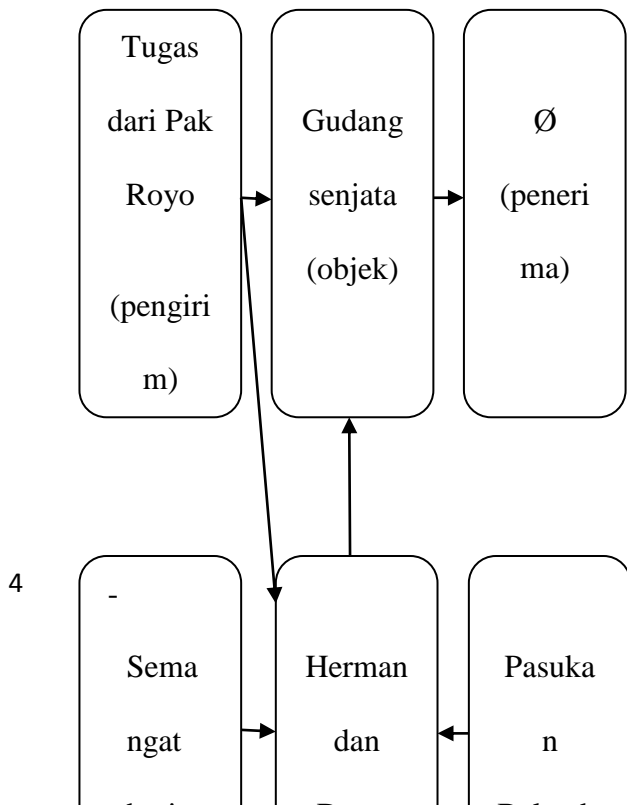 Tugas
dari Pak
Royo
(pengiri
m)
Gudang
senjata
(objek)
Ø
(peneri
ma)
4
-
Sema
ngat
Herman
dan
Pasuka
n